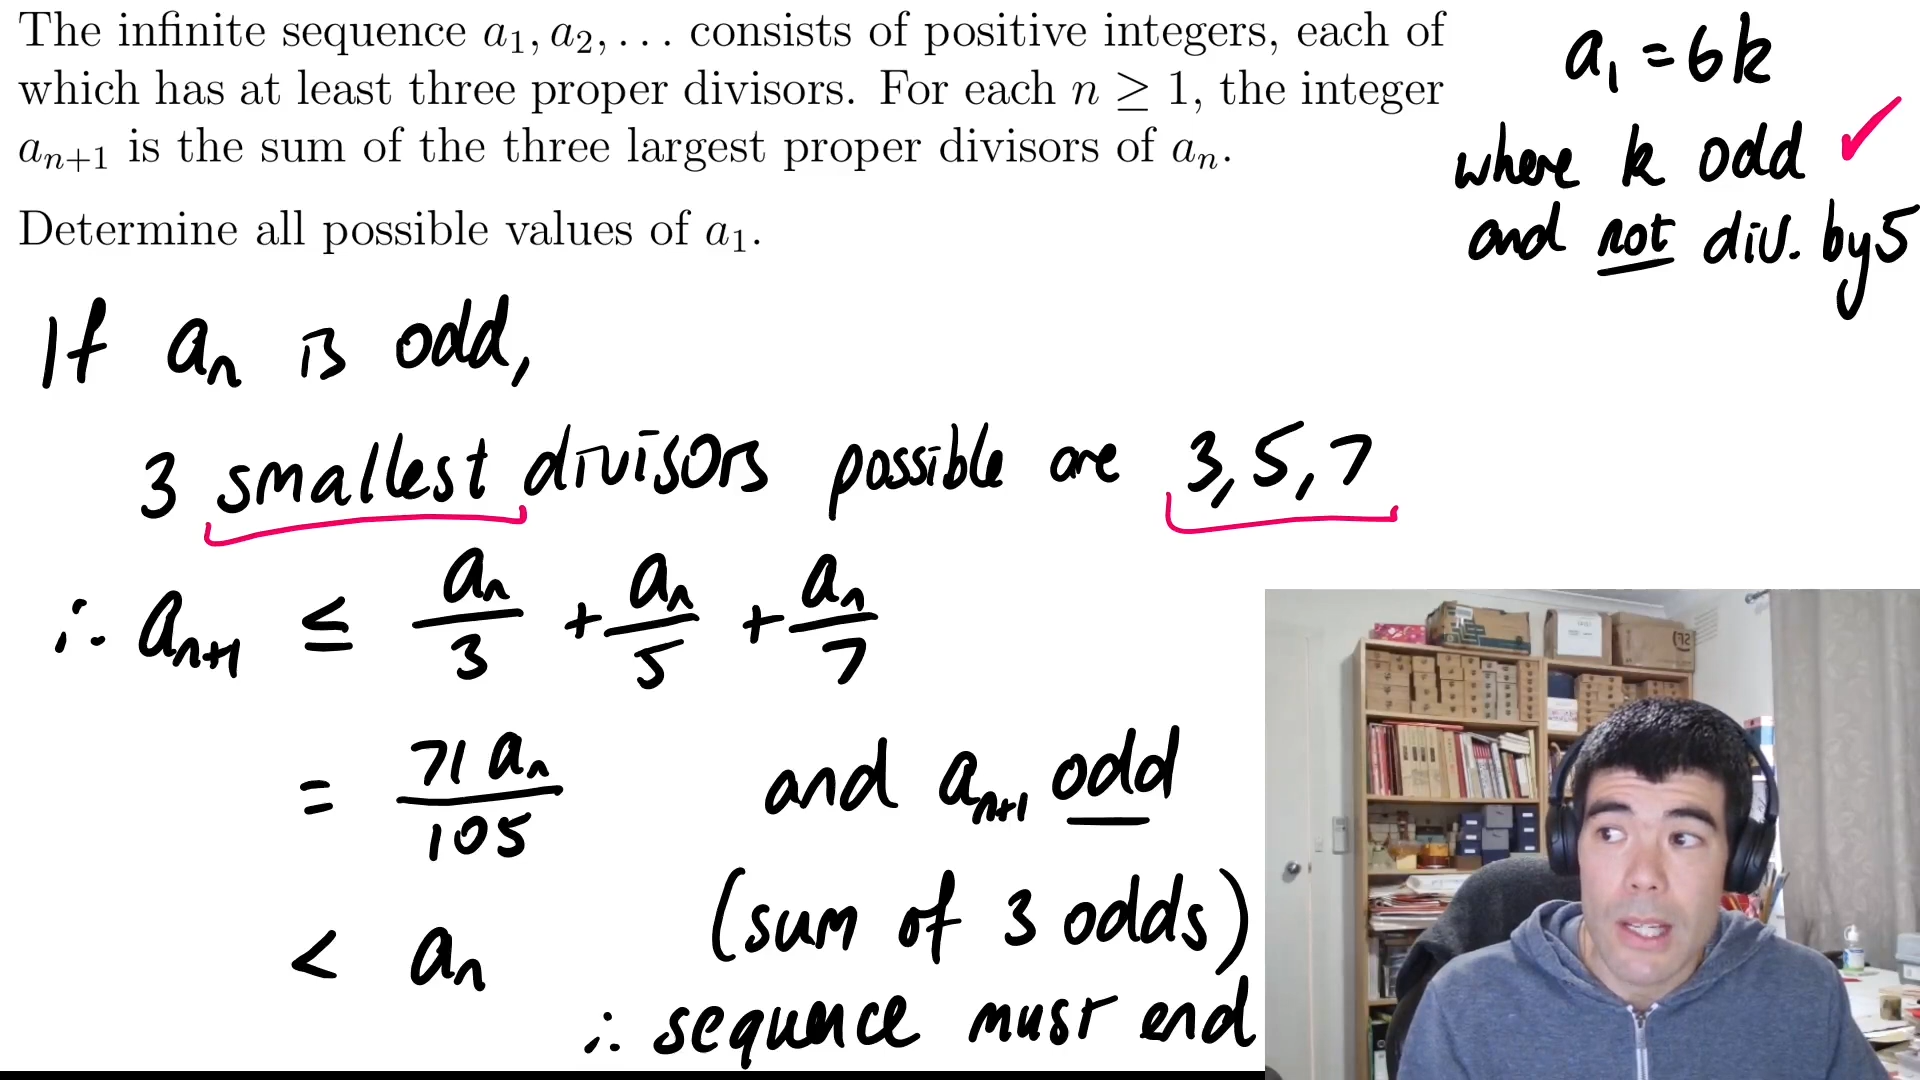 The infinite sequence a₁, a₂, . . . consists of positive integers, each of
which has at least three proper divisors. For each n ≥ 1, the integer
aₙ₊₁ is the sum of the three largest proper divisors of aₙ.
Determine all possible values of a₁.
a₁ = 6k
where k odd ✓
and not div. by 5
If aₙ is odd,
3 smallest divisors possible are 3, 5, 7
∴ aₙ₊₁ ≤ aₙ/3 + aₙ/5 + aₙ/7
= 71aₙ/105 and aₙ₊₁ odd
< aₙ (sum of 3 odds)
∴ sequence must end